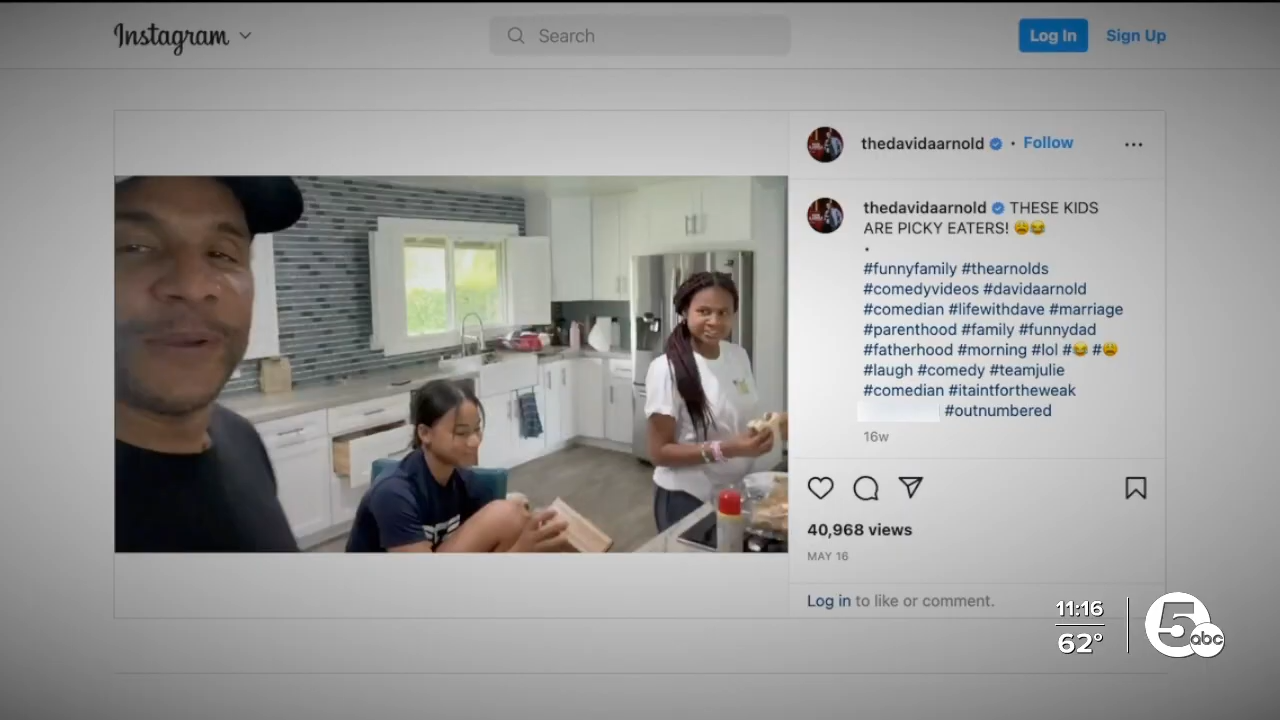 Instagram
Search
Log In
Sign Up
thedavidaarnold • Follow
thedavidaarnold THESE KIDS
ARE PICKY EATERS! 😩😂
•
#funnyfamily #thearnolds
#comedyvideos #davidaarnold
#comedian #lifewithdave #marriage
#parenthood #family #funnydad
#fatherhood #morning #lol #😂 #😩
#laugh #comedy #teamjulie
#comedian #itaintfortheweak
#outnumbered
16w
40,968 views
MAY 16
Log in to like or comment.
11:16
62°
5
abc